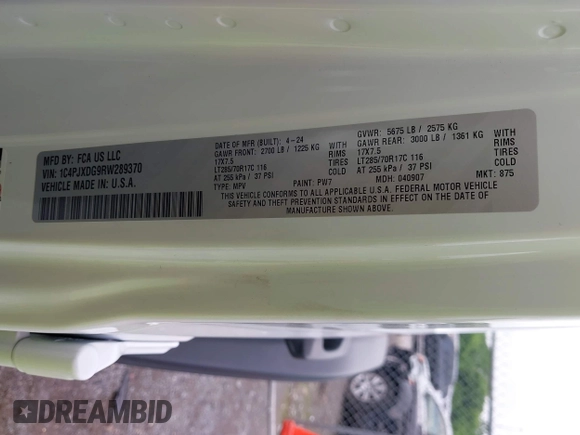 MFD BY: FCA US LLC
VIN: 1C4PJXDG9RW289370
VEHICLE MADE IN: U.S.A.
DATE OF MFR (BUILT): 4-24
GAWR FRONT: 2700 LB / 1225 KG WITH
17X7.5 RIMS
LT285/70R17C 116 TIRES
AT 255 kPa / 37 PSI COLD
GVWR: 5675 LB / 2575 KG
GAWR REAR: 3000 LB / 1361 KG WITH
17X7.5 RIMS
LT285/70R17C 116 TIRES
AT 255 kPa / 37 PSI COLD
TYPE: MPV PAINT: PW7 MDH: 040907 MKT: 875
THIS VEHICLE CONFORMS TO ALL APPLICABLE U.S.A. FEDERAL MOTOR VEHICLE
SAFETY AND THEFT PREVENTION STANDARDS IN EFFECT ON THE DATE OF
MANUFACTURE SHOWN ABOVE.
DREAMBID